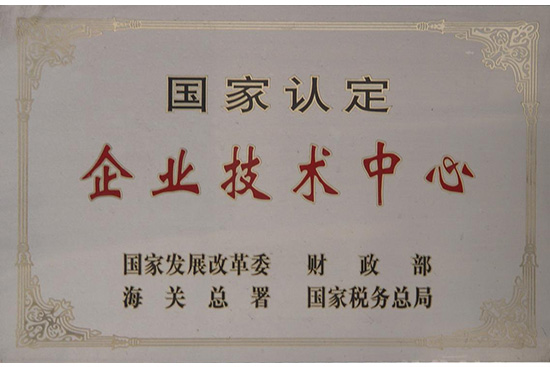 国家认定
企业技术中心
国家发展改革委 财政部
海关总署 国家税务总局